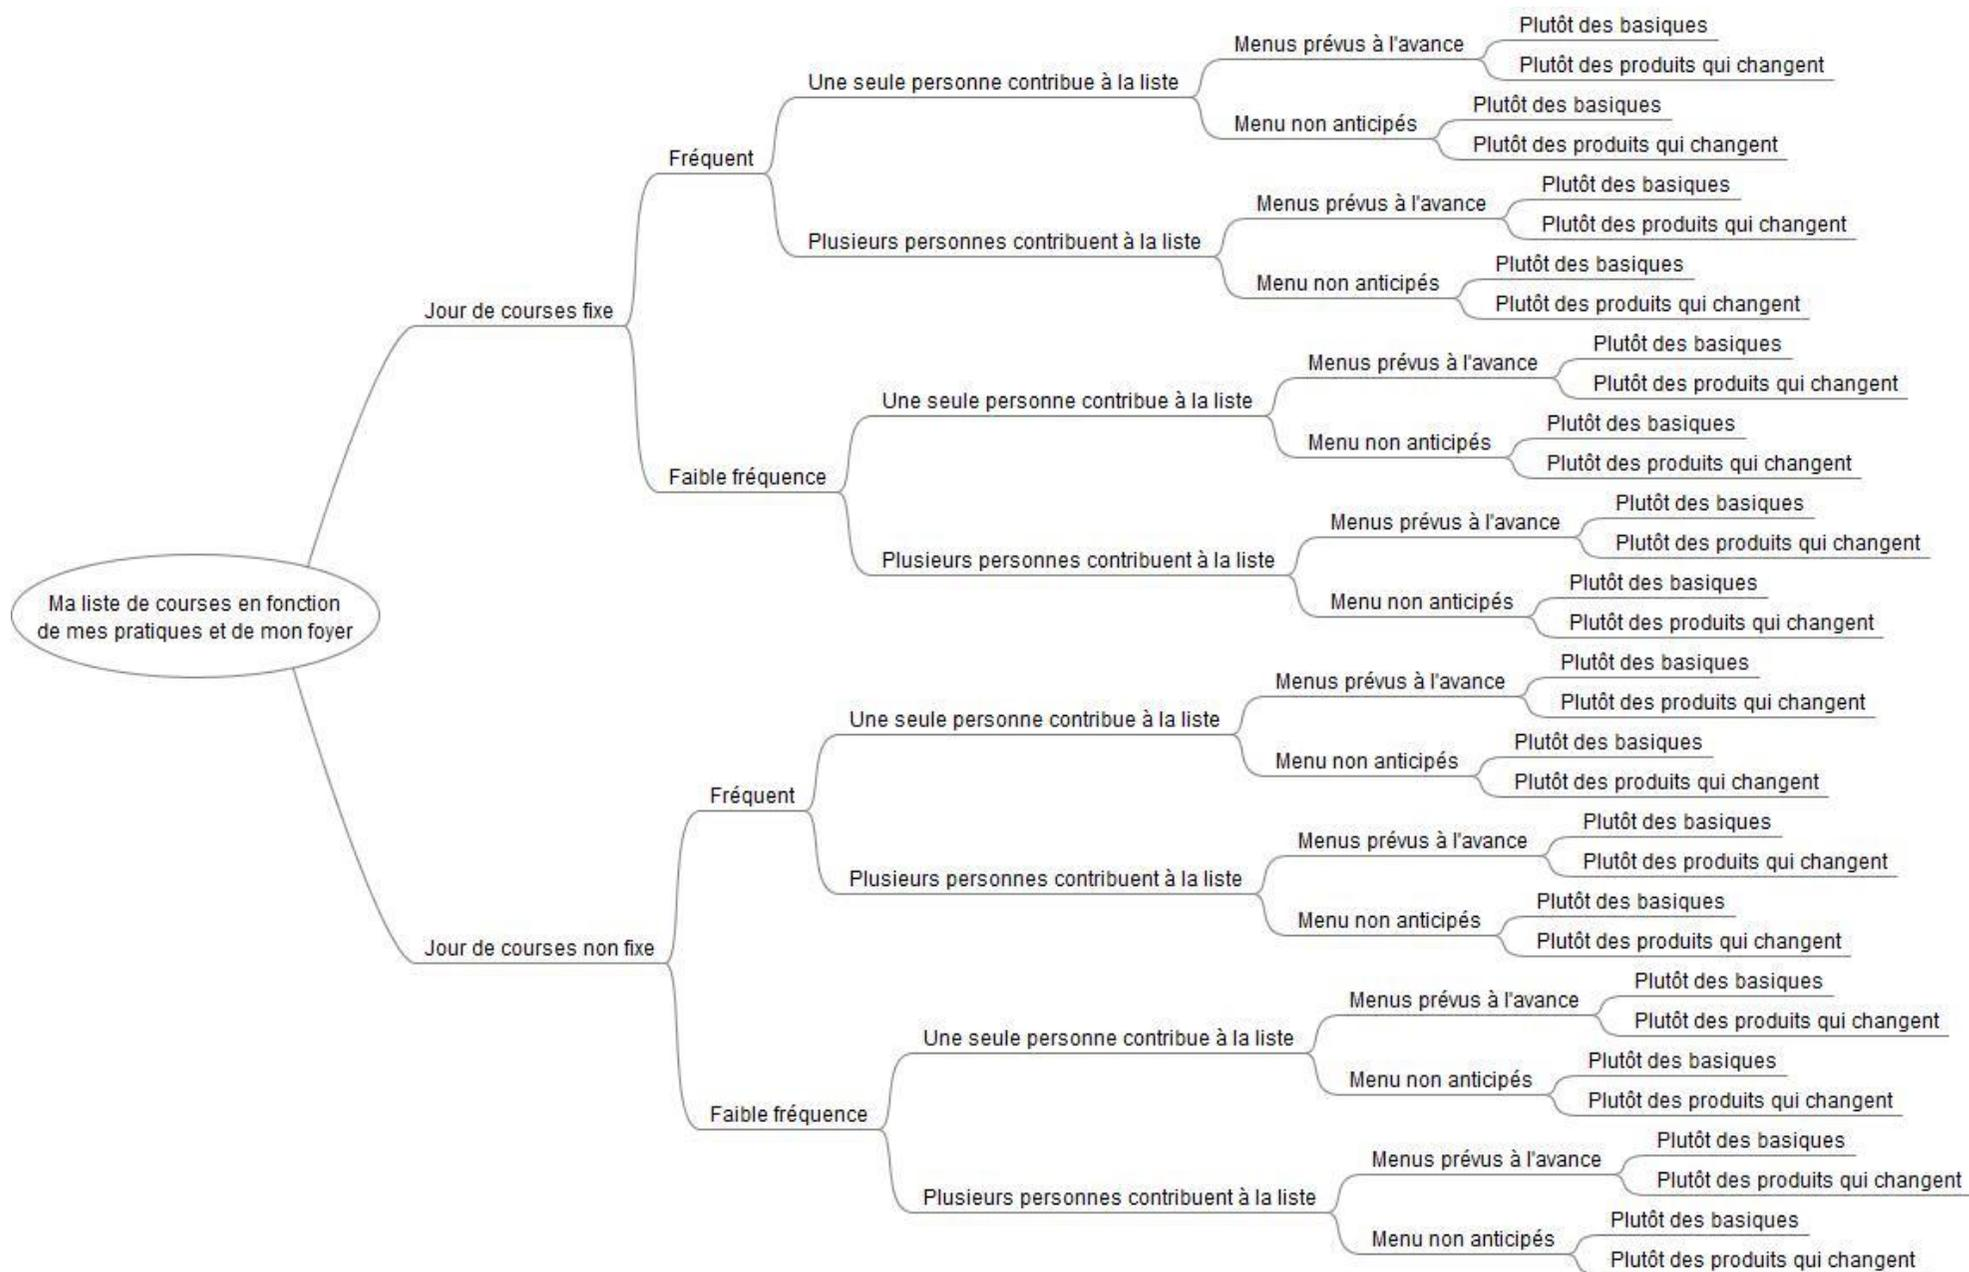 Ma liste de courses en fonction
de mes pratiques et de mon foyer
Jour de courses fixe
Fréquent
Une seule personne contribue à la liste
Menus prévus à l'avance
Plutôt des basiques
Plutôt des produits qui changent
Menu non anticipés
Plutôt des basiques
Plutôt des produits qui changent
Plusieurs personnes contribuent à la liste
Menus prévus à l'avance
Plutôt des basiques
Plutôt des produits qui changent
Menu non anticipés
Plutôt des basiques
Plutôt des produits qui changent
Faible fréquence
Une seule personne contribue à la liste
Menus prévus à l'avance
Plutôt des basiques
Plutôt des produits qui changent
Menu non anticipés
Plutôt des basiques
Plutôt des produits qui changent
Plusieurs personnes contribuent à la liste
Menus prévus à l'avance
Plutôt des basiques
Plutôt des produits qui changent
Menu non anticipés
Plutôt des basiques
Plutôt des produits qui changent
Jour de courses non fixe
Fréquent
Une seule personne contribue à la liste
Menus prévus à l'avance
Plutôt des basiques
Plutôt des produits qui changent
Menu non anticipés
Plutôt des basiques
Plutôt des produits qui changent
Plusieurs personnes contribuent à la liste
Menus prévus à l'avance
Plutôt des basiques
Plutôt des produits qui changent
Menu non anticipés
Plutôt des basiques
Plutôt des produits qui changent
Faible fréquence
Une seule personne contribue à la liste
Menus prévus à l'avance
Plutôt des basiques
Plutôt des produits qui changent
Menu non anticipés
Plutôt des basiques
Plutôt des produits qui changent
Plusieurs personnes contribuent à la liste
Menus prévus à l'avance
Plutôt des basiques
Plutôt des produits qui changent
Menu non anticipés
Plutôt des basiques
Plutôt des produits qui changent